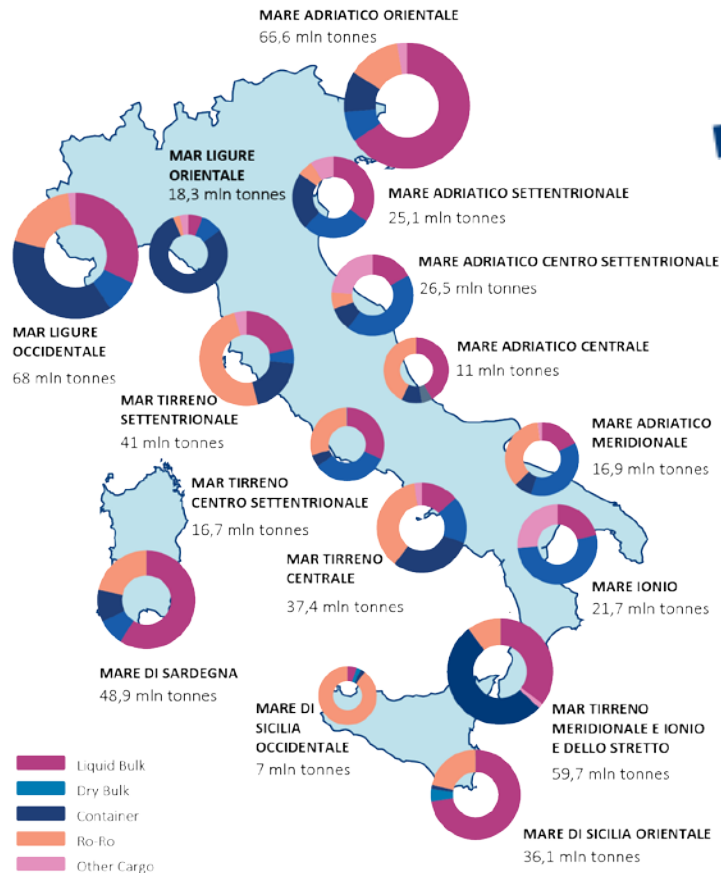 MARE ADRIATICO ORIENTALE
66,6 mln tonnes
MAR LIGURE
ORIENTALE
18,3 mln tonnes
MARE ADRIATICO SETTENTRIONALE
25,1 mln tonnes
MARE ADRIATICO CENTRO SETTENTRIONALE
26,5 mln tonnes
MAR LIGURE
OCCIDENTALE
68 mln tonnes
MARE ADRIATICO CENTRALE
11 mln tonnes
MAR TIRRENO
SETTENTRIONALE
41 mln tonnes
MARE ADRIATICO
MERIDIONALE
16,9 mln tonnes
MAR TIRRENO
CENTRO SETTENTRIONALE
16,7 mln tonnes
MAR TIRRENO
CENTRALE
37,4 mln tonnes
MARE IONIO
21,7 mln tonnes
MARE DI SARDEGNA
48,9 mln tonnes
MARE DI
SICILIA
OCCIDENTALE
7 mln tonnes
MAR TIRRENO
MERIDIONALE E IONIO
E DELLO STRETTO
59,7 mln tonnes
MARE DI SICILIA ORIENTALE
36,1 mln tonnes
Liquid Bulk
Dry Bulk
Container
Ro-Ro
Other Cargo